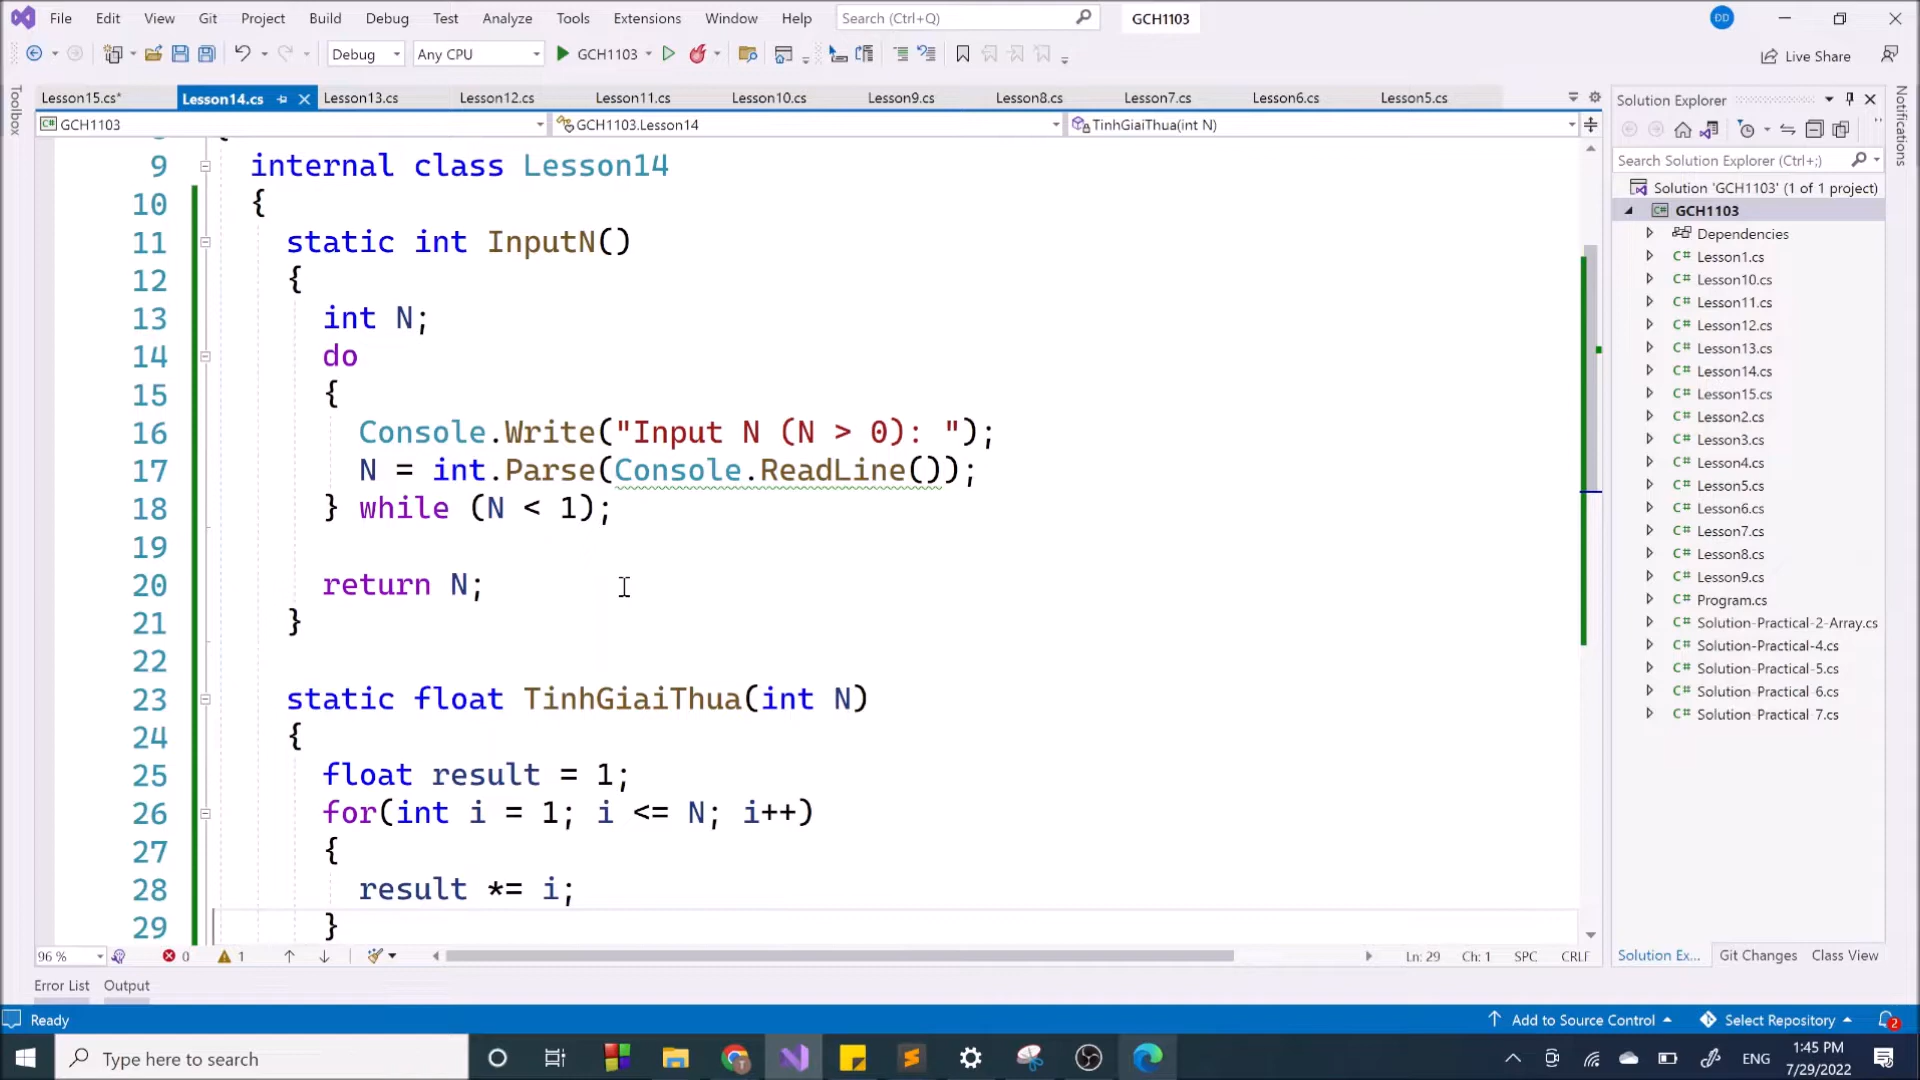 File Edit View Git Project Build Debug Test Analyze Tools Extensions Window Help Search (Ctrl+Q) GCH1103 DD
Debug Any CPU GCH1103 Live Share
Toolbox
Lesson15.cs* Lesson14.cs Lesson13.cs Lesson12.cs Lesson11.cs Lesson10.cs Lesson9.cs Lesson8.cs Lesson7.cs Lesson6.cs Lesson5.cs
GCH1103 GCH1103.Lesson14 TinhGiaiThua(int N)
9 internal class Lesson14
10 {
11 static int InputN()
12 {
13 int N;
14 do
15 {
16 Console.Write("Input N (N > 0): ");
17 N = int.Parse(Console.ReadLine());
18 } while (N < 1);
19
20 return N;
21 }
22
23 static float TinhGiaiThua(int N)
24 {
25 float result = 1;
26 for(int i = 1; i <= N; i++)
27 {
28 result *= i;
29 }
96 % 0 1 Ln: 29 Ch: 1 SPC CRLF
Solution Explorer
Search Solution Explorer (Ctrl+;)
Solution 'GCH1103' (1 of 1 project)
GCH1103
Dependencies
C# Lesson1.cs
C# Lesson10.cs
C# Lesson11.cs
C# Lesson12.cs
C# Lesson13.cs
C# Lesson14.cs
C# Lesson15.cs
C# Lesson2.cs
C# Lesson3.cs
C# Lesson4.cs
C# Lesson5.cs
C# Lesson6.cs
C# Lesson7.cs
C# Lesson8.cs
C# Lesson9.cs
C# Program.cs
C# Solution-Practical-2-Array.cs
C# Solution-Practical-4.cs
C# Solution-Practical-5.cs
C# Solution Practical 6.cs
C# Solution Practical 7.cs
Solution Ex... Git Changes Class View
Notifications
Error List Output
Ready Add to Source Control Select Repository 2
Type here to search ENG 1:45 PM
7/29/2022